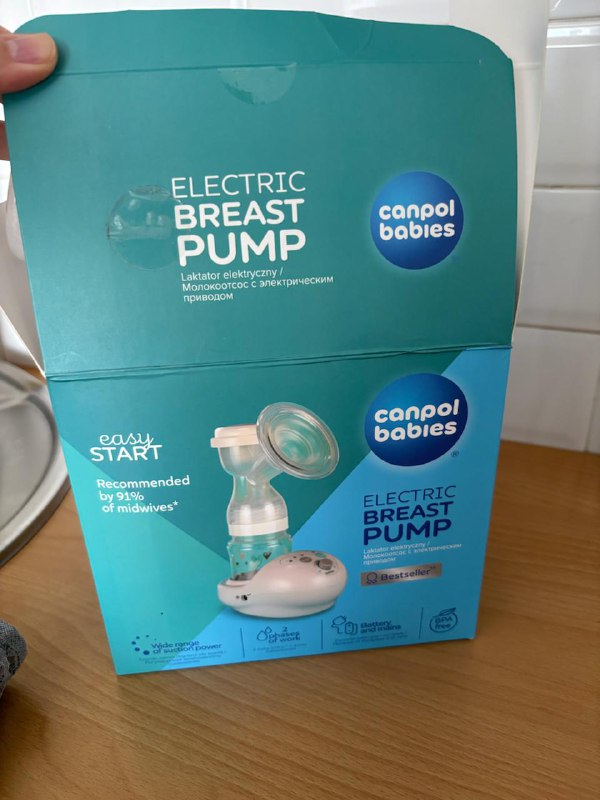 ELECTRIC
BREAST
PUMP
Laktator elektryczny /
Молокоотсос с электрическим
приводом
canpol
babies
easy
START
Recommended
by 91%
of midwives*
canpol
babies
®
ELECTRIC
BREAST
PUMP
Laktator elektryczny /
Молокоотсос с электрическим
приводом
Bestseller**
Wide range
of suction power
2
phases
of work
Battery
and mains
BPA
free